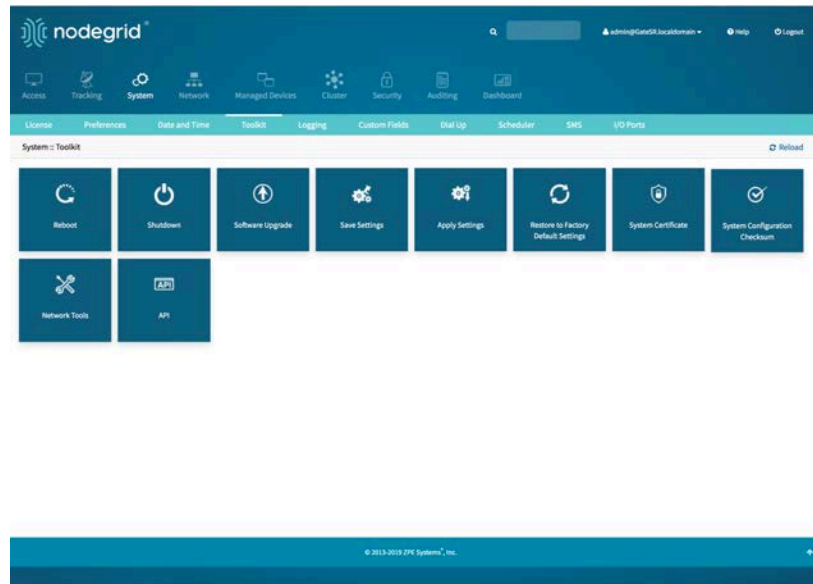 nodegrid®
admin@GateSR.localdomain
Help
Logout
Access
Tracking
System
Network
Managed Devices
Cluster
Security
Auditing
Dashboard
License
Preferences
Date and Time
Toolkit
Logging
Custom Fields
Dial Up
Scheduler
SMS
I/O Ports
System :: Toolkit
Reload
Reboot
Shutdown
Software Upgrade
Save Settings
Apply Settings
Restore to Factory
Default Settings
System Certificate
System Configuration
Checksum
Network Tools
API
API
© 2013-2019 ZPE Systems®, Inc.